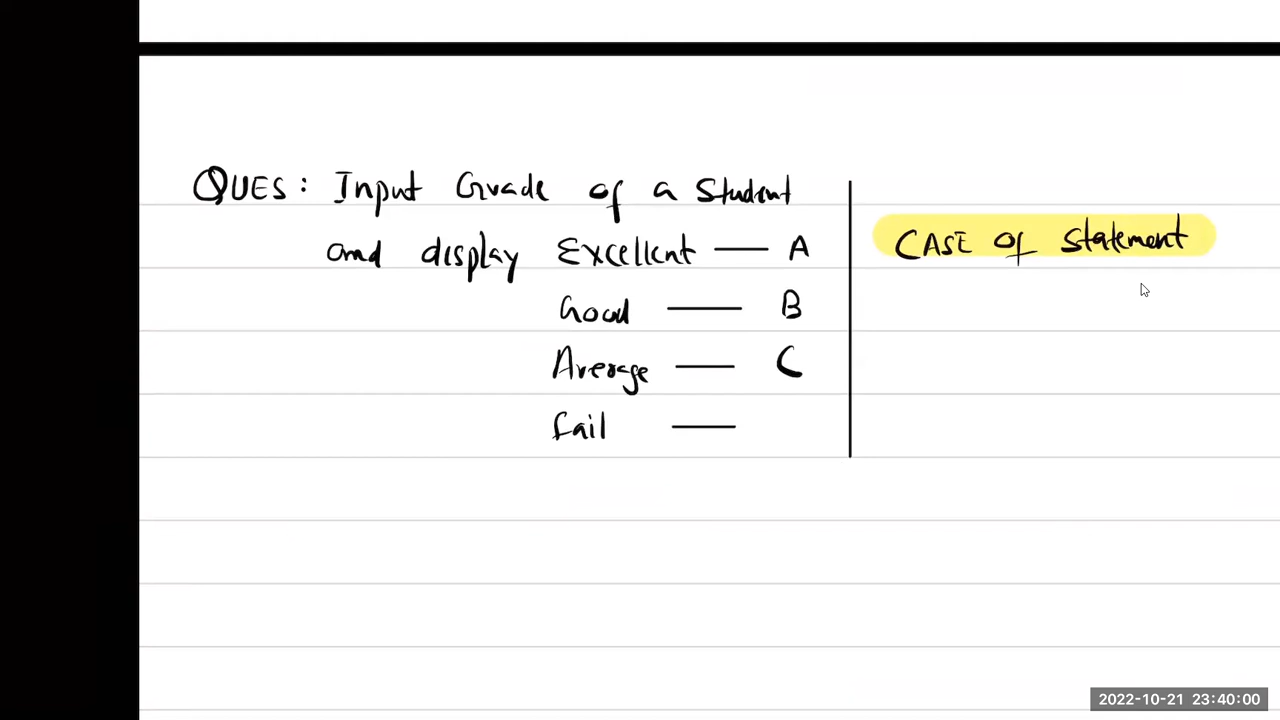 QUES: Input Grade of a Student
and display Excellent — A
Good — B
Average — C
Fail —
CASE OF Statement
2022-10-21 23:40:00